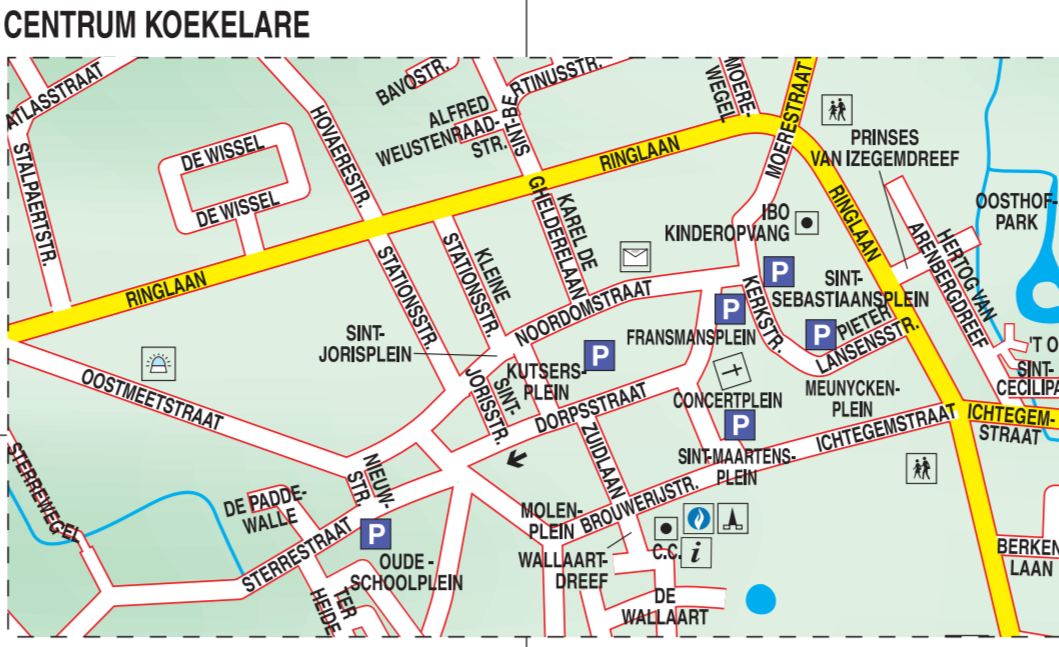 CENTRUM KOEKELARE
ATLASSTRAAT
STALPAERTSTR.
DE WISSEL
DE WISSEL
HOVAERESTR.
BAVOSTR.
ALFRED
WEUSTENRAAD-
STR.
BERTINUSSTR.
MOERE-
WEGEL
MOERESTRAAT
PRINSES
VAN IZEGEMDREEF
OOSTHOF-
PARK
HERTOG VAN
ARENBERGDREEF
RINGLAAN
RINGLAAN
RINGLAAN
KAREL DE
GHELDERELAAN
IBO
KINDEROPVANG
STATIONSSTR.
KLEINE
STATIONSSTR.
NOORDOMSTRAAT
KERKSTR.
P
SINT-
SEBASTIAANSPLEIN
P
FRANSMANSPLEIN
P
PIETER
LANSENSSTR.
SINT-
JORISPLEIN
KUTSERS-
PLEIN
P
SINT-
JORISSTR.
DORPSSTRAAT
CONCERTPLEIN
P
MEUNYCKEN-
PLEIN
'T O
SINT-
CECILIPA
ICHTEGEM-
STRAAT
ICHTEGEMSTRAAT
OOSTMEETSTRAAT
SINT-MAARTENS-
PLEIN
ZUIDLAAN
NIEUW-
STR.
STERREWEGEL
DE PADDE-
WALLE
P
OUDE -
SCHOOLPLEIN
STERRESTRAAT
TER
HEIDE
MOLEN-
PLEIN
BROUWERIJSTR.
WALLAART-
DREEF
C.C.
i
DE
WALLAART
BERKEN
LAAN